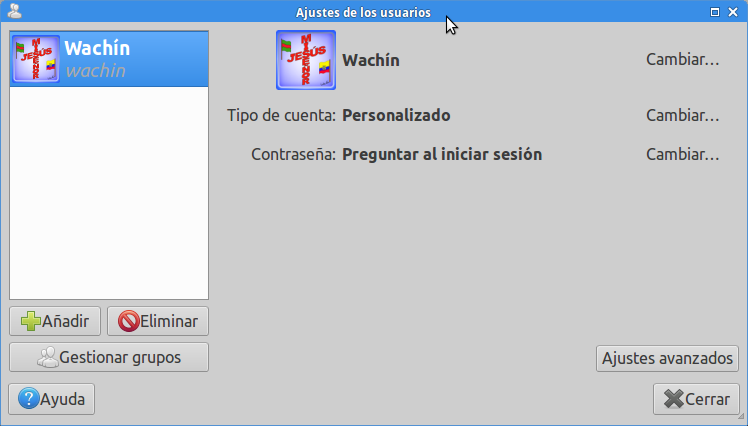 Ajustes de los usuarios
Wachín
wachin
Wachín
Cambiar...
Tipo de cuenta: Personalizado
Cambiar...
Contraseña: Preguntar al iniciar sesión
Cambiar...
Añadir
Eliminar
Gestionar grupos
Ajustes avanzados
Ayuda
Cerrar